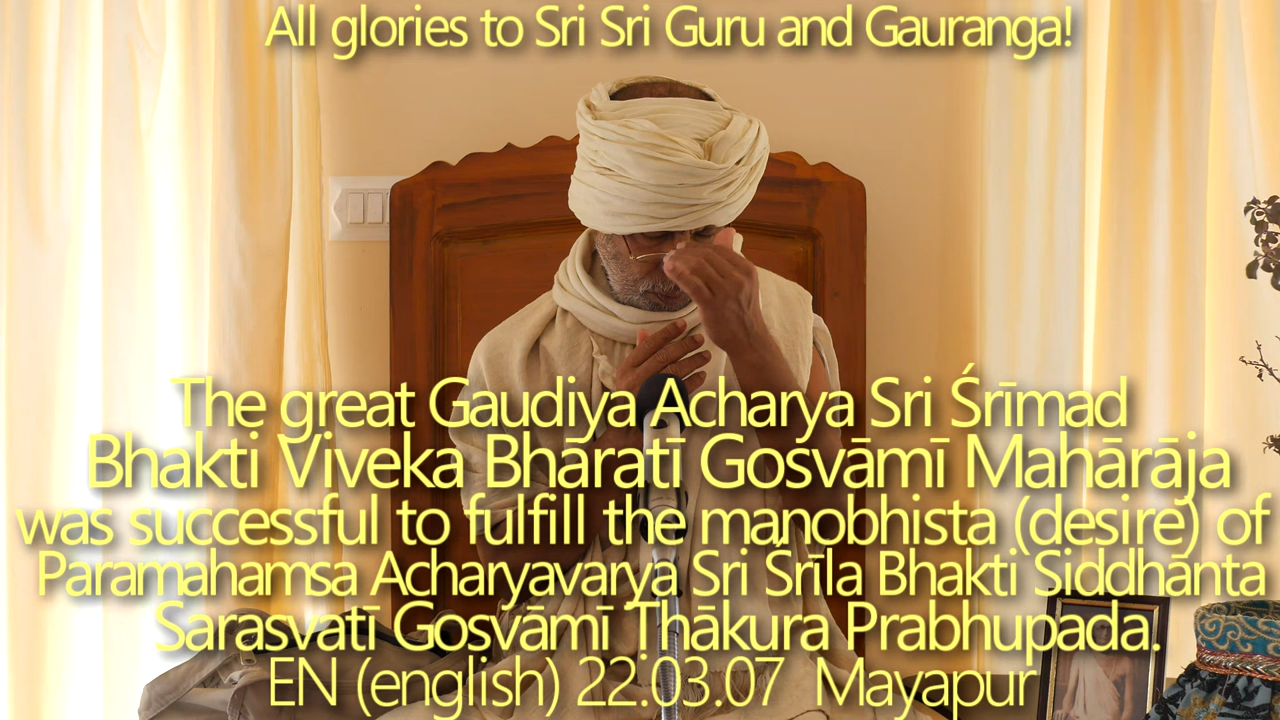 All glories to Sri Sri Guru and Gauranga!
The great Gaudiya Acharya Sri Śrīmad
Bhakti Viveka Bhāratī Gosvāmī Mahārāja
was successful to fulfill the manobhista (desire) of
Paramahamsa Acharyavarya Sri Śrīla Bhakti Siddhānta
Sarasvatī Gosvāmī Ṭhākura Prabhupada.
EN (english) 22.03.07 Mayapur